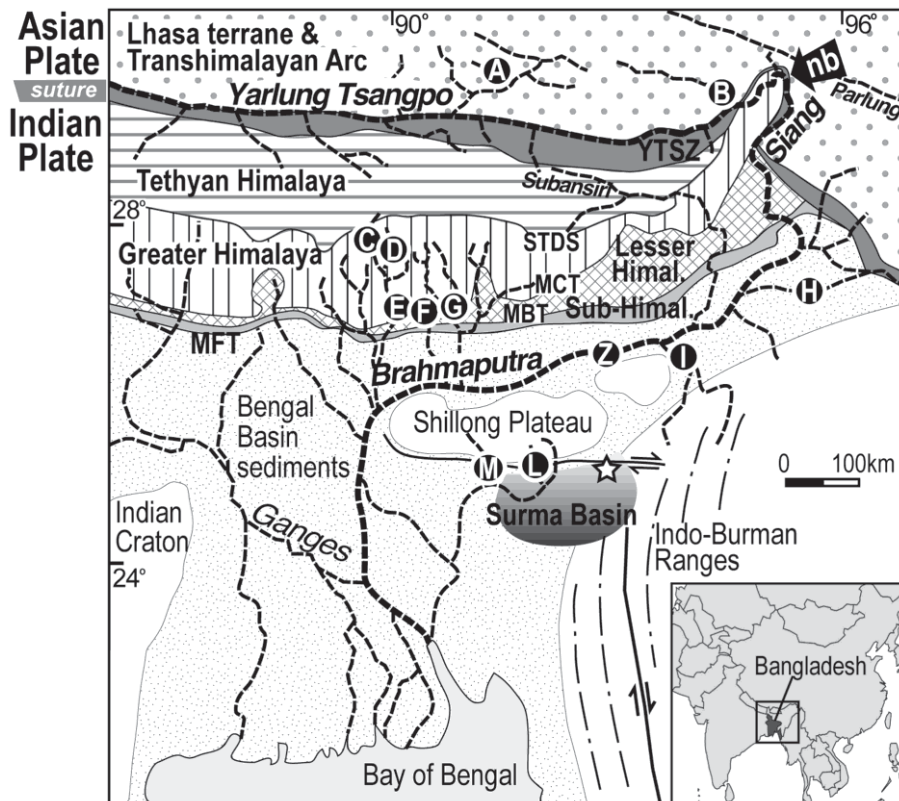 90°
96°
Asian
Plate
suture
Indian
Plate
Lhasa terrane &
Transhimalayan Arc
A
B
nb
Parlung
Yarlung Tsangpo
YTSZ
Siang
Tethyan Himalaya
Subansiri
28°
C
D
STDS
Greater Himalaya
Lesser
Himal.
MCT
H
E
F
G
MBT
Sub-Himal.
MFT
Brahmaputra
Z
I
Bengal
Basin
sediments
Shillong Plateau
M
L
0 100km
Surma Basin
Indian
Craton
Ganges
Indo-Burman
Ranges
24°
Bangladesh
Bay of Bengal